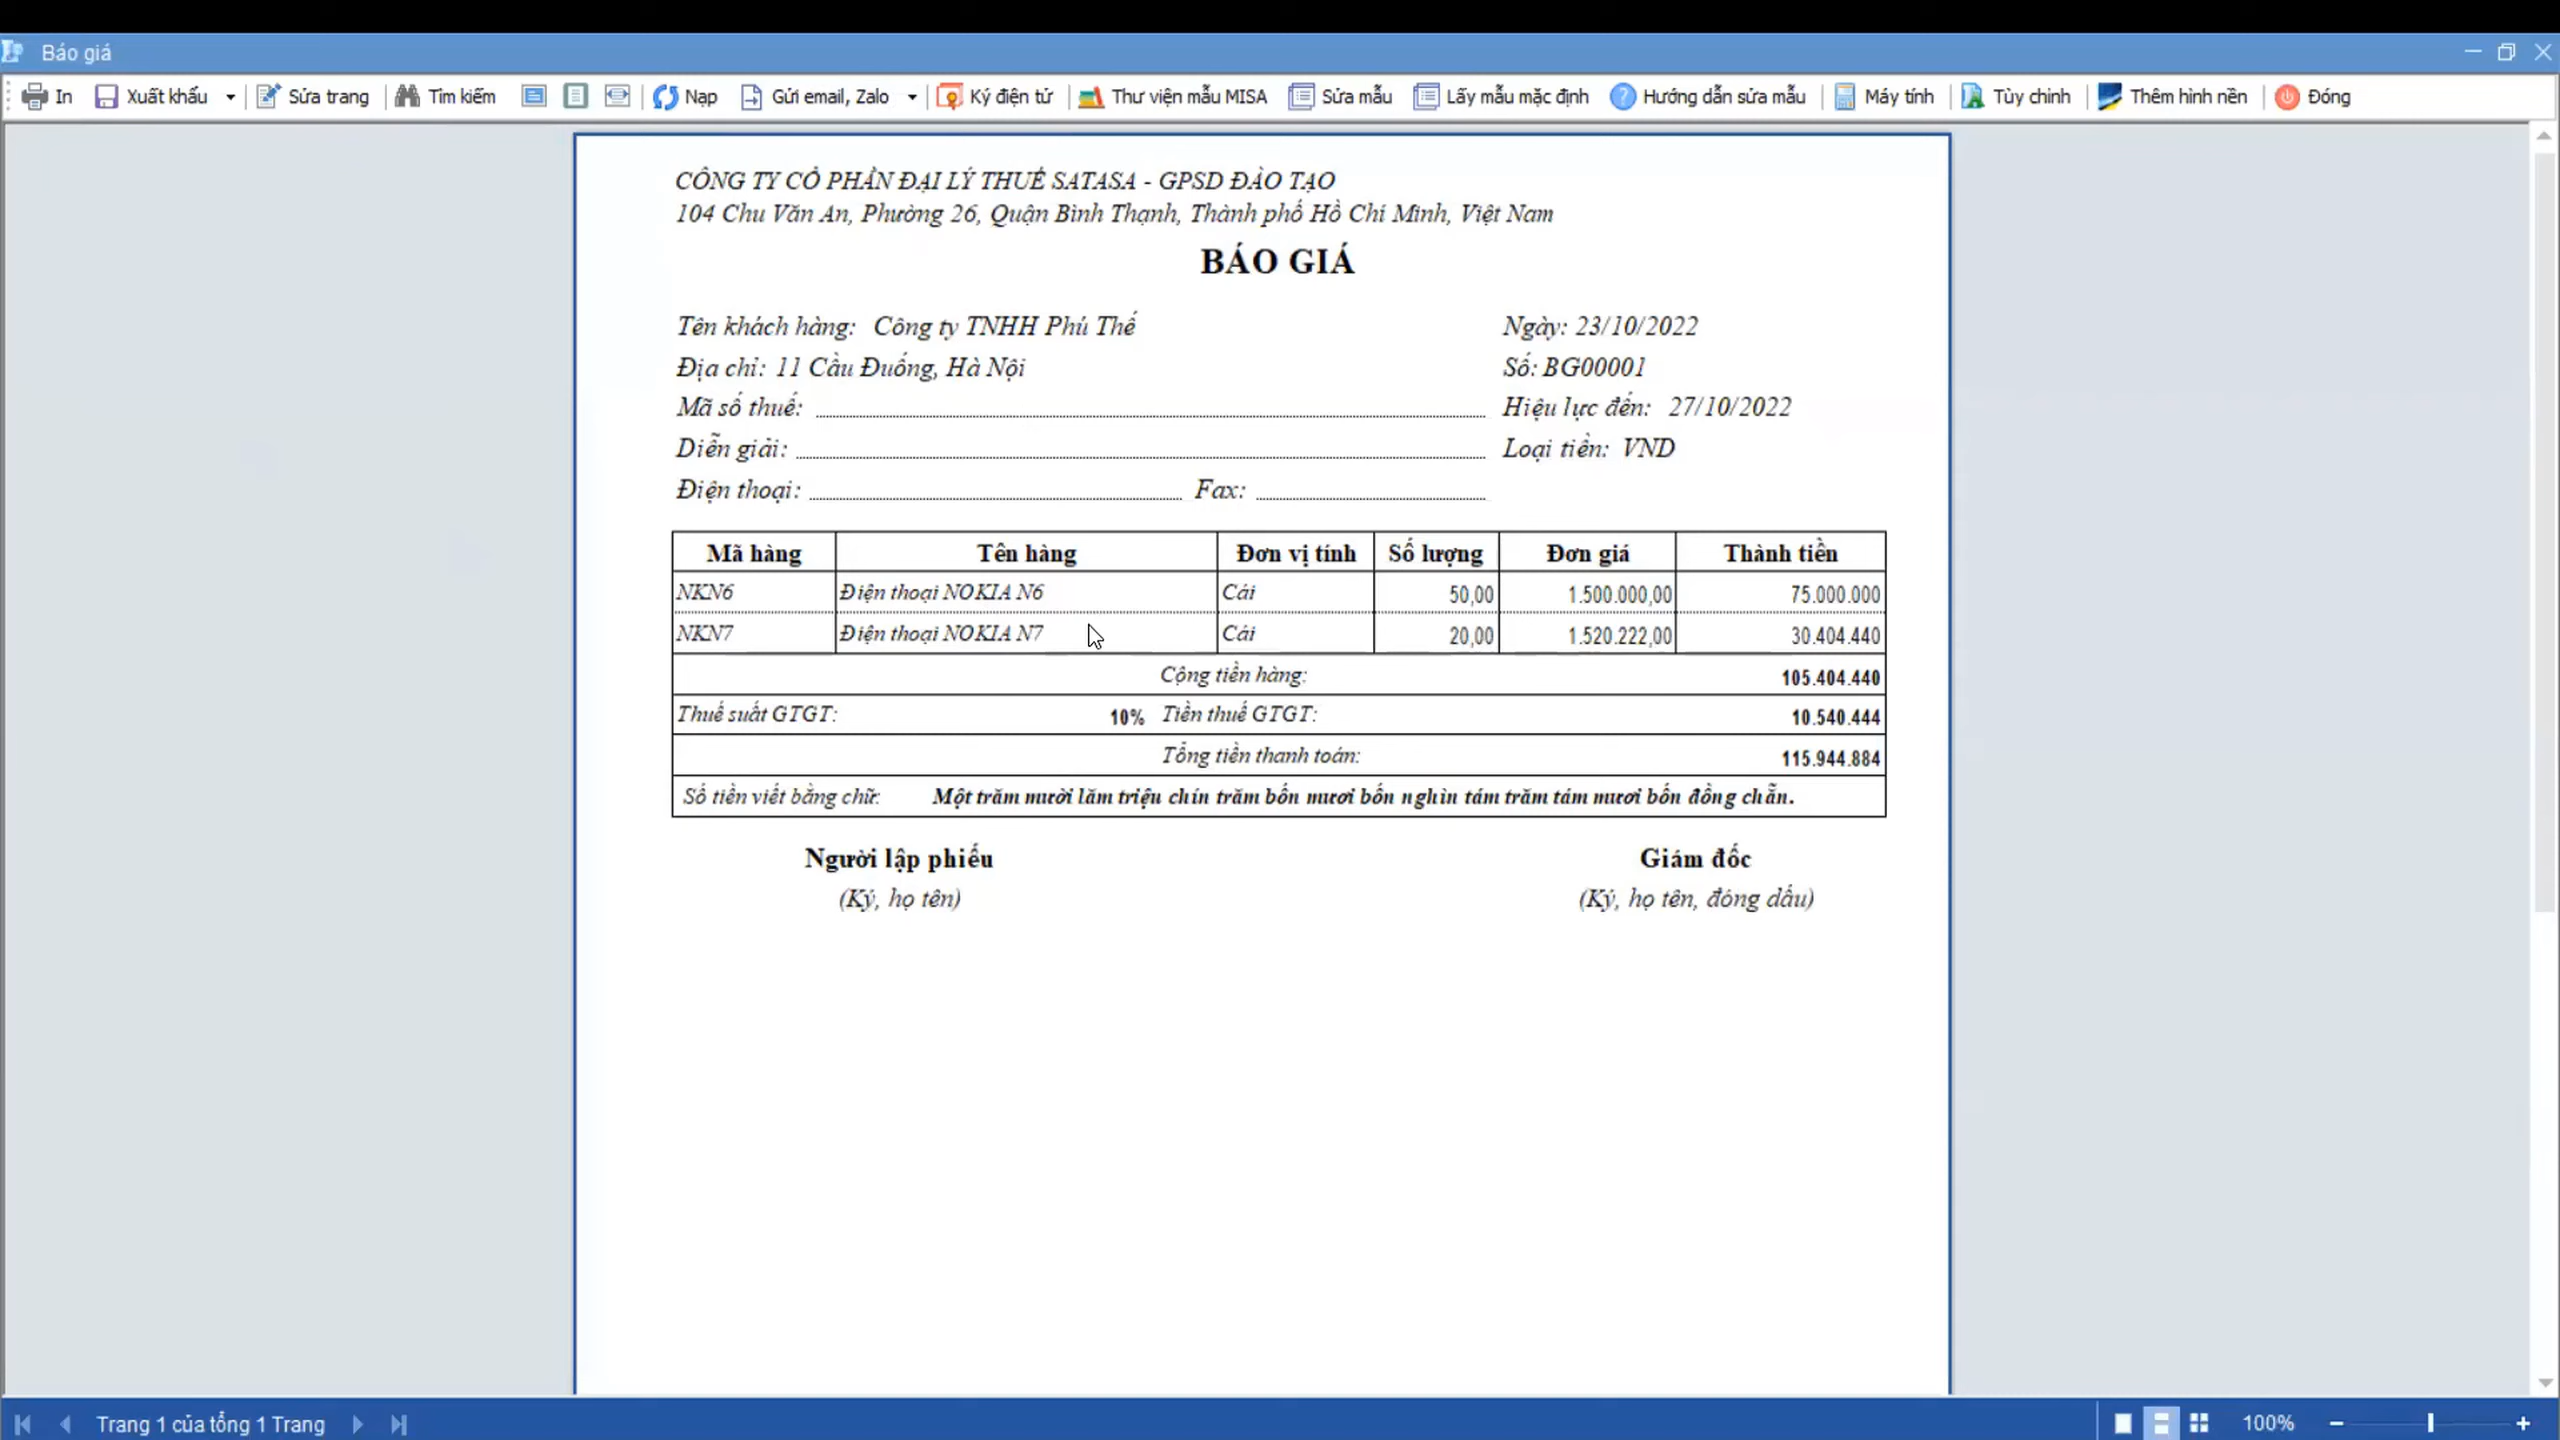 Báo giá
In Xuất khẩu Sửa trang Tìm kiếm Nạp Gửi email, Zalo Ký điện tử Thư viện mẫu MISA Sửa mẫu Lấy mẫu mặc định Hướng dẫn sửa mẫu Máy tính Tùy chỉnh Thêm hình nền Đóng
CÔNG TY CỔ PHẦN ĐẠI LÝ THUẾ SATASA - GPSD ĐÀO TẠO
104 Chu Văn An, Phường 26, Quận Bình Thạnh, Thành phố Hồ Chí Minh, Việt Nam
BÁO GIÁ
Tên khách hàng: Công ty TNHH Phú Thế Ngày: 23/10/2022
Địa chỉ: 11 Cầu Đuống, Hà Nội Số: BG00001
Mã số thuế: Hiệu lực đến: 27/10/2022
Diễn giải: Loại tiền: VND
Điện thoại: Fax:
Mã hàng Tên hàng Đơn vị tính Số lượng Đơn giá Thành tiền
NKN6 Điện thoại NOKIA N6 Cái 50,00 1.500.000,00 75.000.000
NKN7 Điện thoại NOKIA N7 Cái 20,00 1.520.222,00 30.404.440
Cộng tiền hàng: 105.404.440
Thuế suất GTGT: 10% Tiền thuế GTGT: 10.540.444
Tổng tiền thanh toán: 115.944.884
Số tiền viết bằng chữ: Một trăm mười lăm triệu chín trăm bốn mươi bốn nghìn tám trăm tám mươi bốn đồng chẵn.
Người lập phiếu Giám đốc
(Ký, họ tên) (Ký, họ tên, đóng dấu)
Trang 1 của tổng 1 Trang 100%